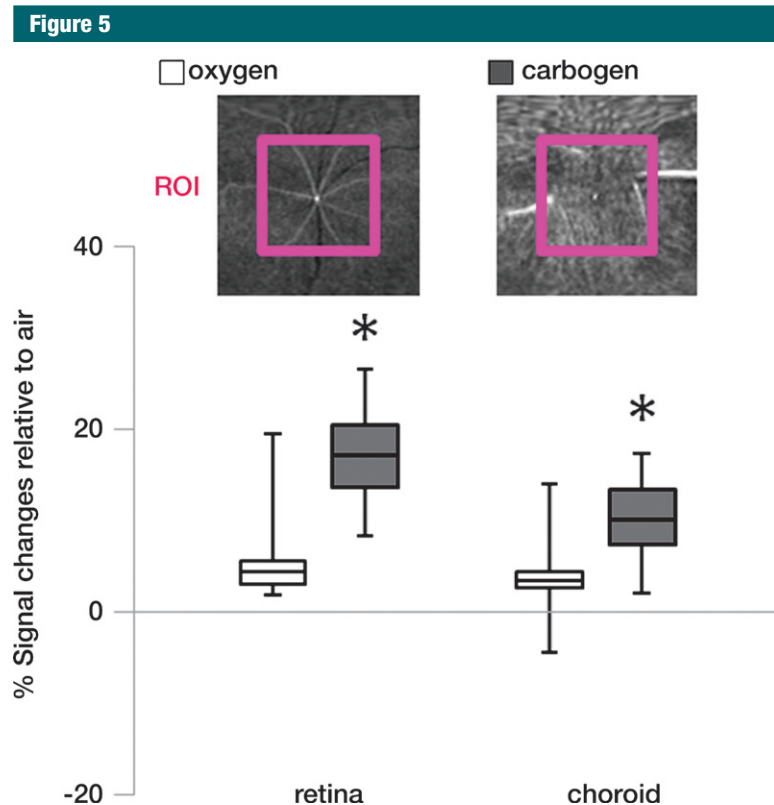 Figure 5
oxygen
carbogen
ROI
40
20
0
-20
% Signal changes relative to air
*
*
retina
choroid